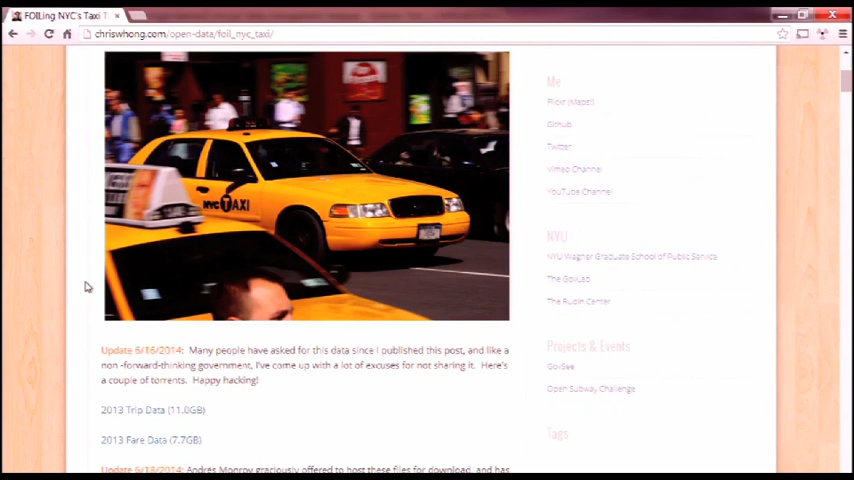 FOILing NYC's Taxi T
chriswhong.com/open-data/foil_nyc_taxi/
NYC TAXI
Update 6/16/2014: Many people have asked for this data since I published this post, and like a
non -forward-thinking government, I've come up with a lot of excuses for not sharing it. Here's
a couple of torrents. Happy hacking!
2013 Trip Data (11.0GB)
2013 Fare Data (7.7GB)
Update 6/18/2014: Andrés Monroy graciously offered to host these files for download, and has
Me
Flickr (Maps!)
Github
Twitter
Vimeo Channel
YouTube Channel
NYU
NYU Wagner Graduate School of Public Service
The GovLab
The Rudin Center
Projects & Events
GovSee
Open Subway Challenge
Tags